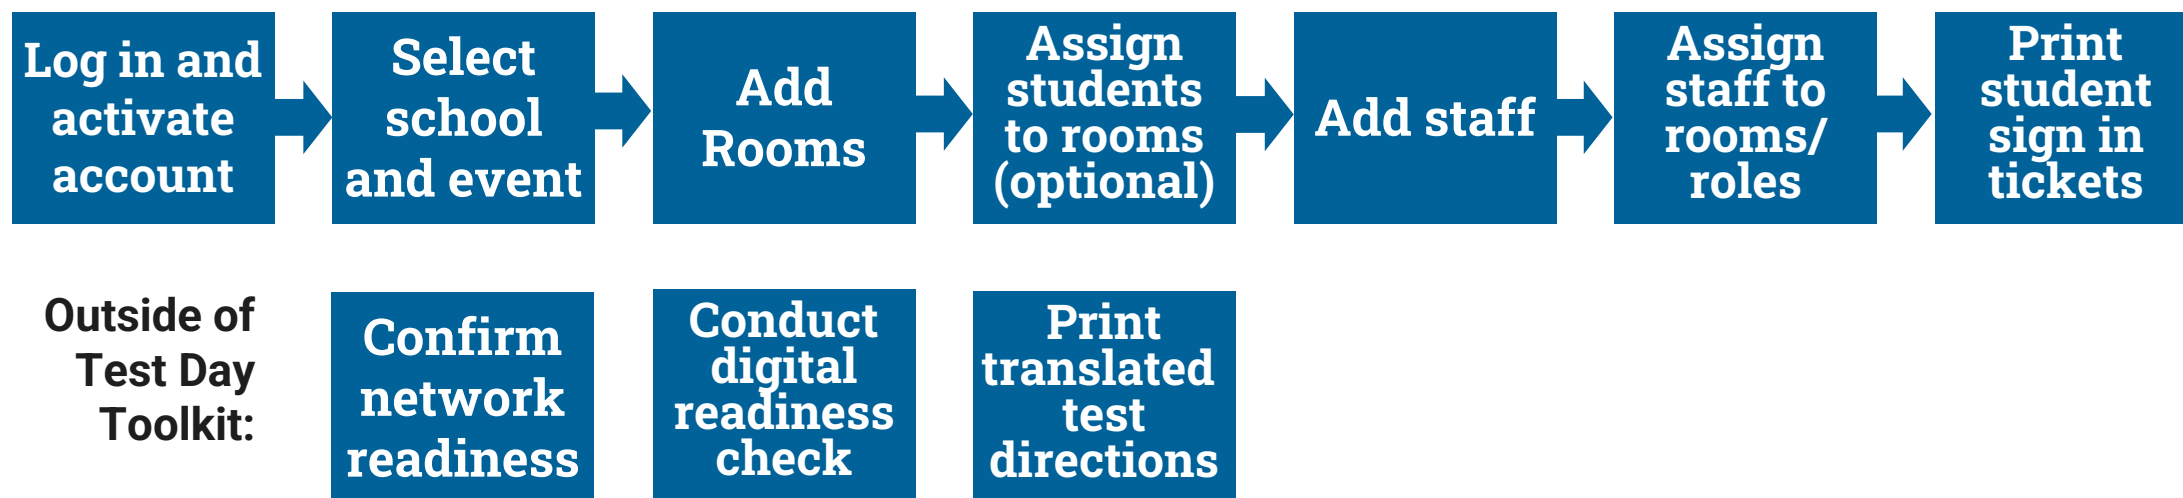 Log in and
activate
account
Select
school
and event
Add
Rooms
Assign
students
to rooms
(optional)
Add staff
Assign
staff to
rooms/
roles
Print
student
sign in
tickets
Outside of
Test Day
Toolkit:
Confirm
network
readiness
Conduct
digital
readiness
check
Print
translated
test
directions